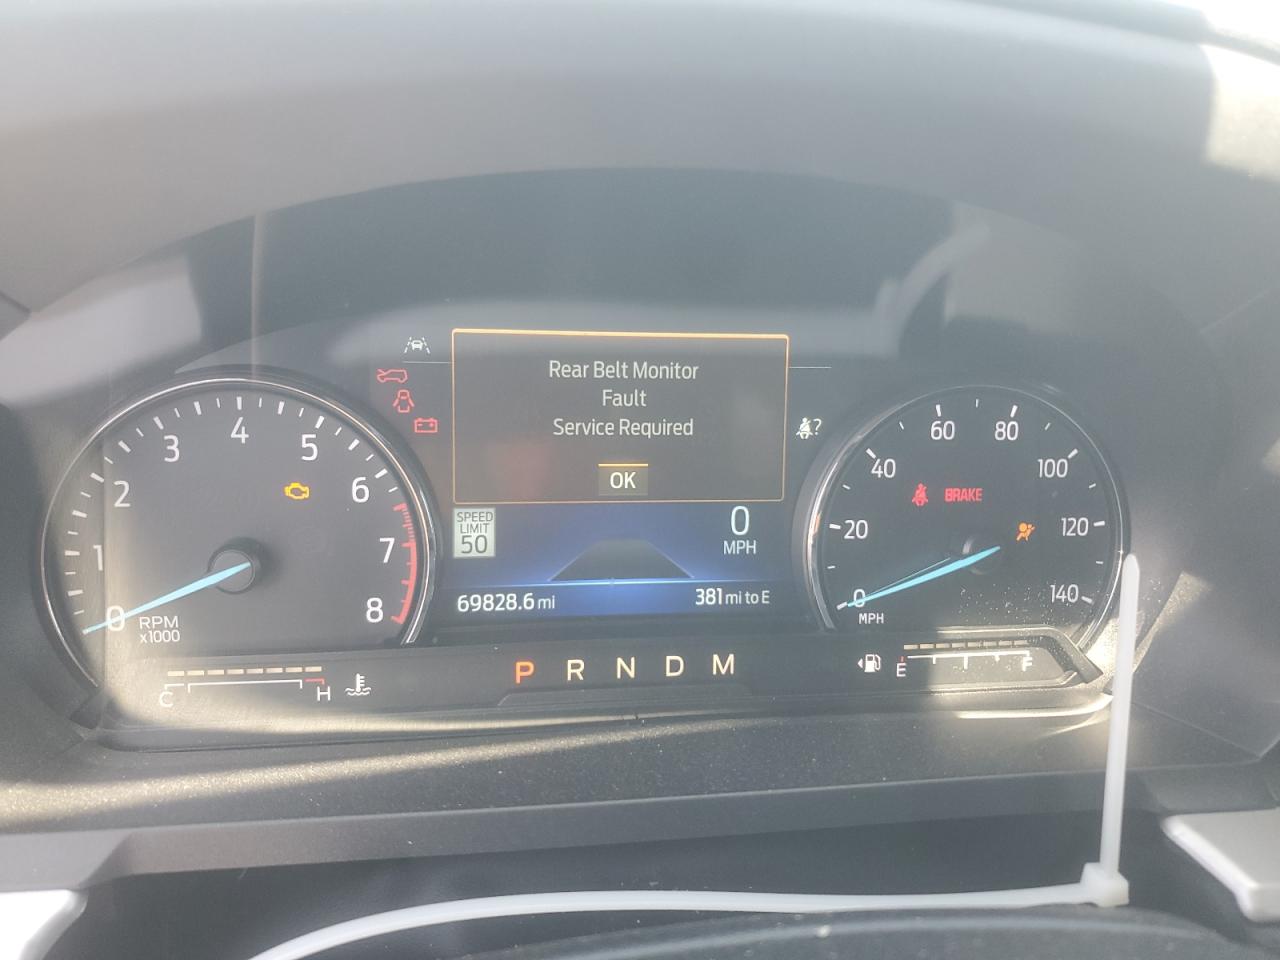 Rear Belt Monitor
Fault
Service Required
OK
0 1 2 3 4 5 6 7 8
RPM
x1000
SPEED
LIMIT
50
0
MPH
69828.6 mi
381 mi to E
0 20 40 60 80 100 120 140
MPH
BRAKE
?
C
H
P R N D M
E
F